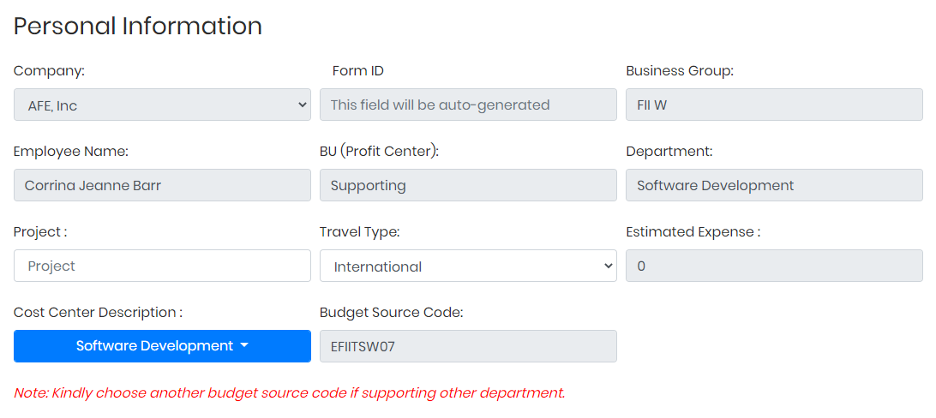 Personal Information
Company: Form ID Business Group:
AFE, Inc This field will be auto-generated FII W
Employee Name: BU (Profit Center): Department:
Corrina Jeanne Barr Supporting Software Development
Project : Travel Type: Estimated Expense :
Project International 0
Cost Center Description : Budget Source Code:
Software Development EFIITSW07
Note: Kindly choose another budget source code if supporting other department.